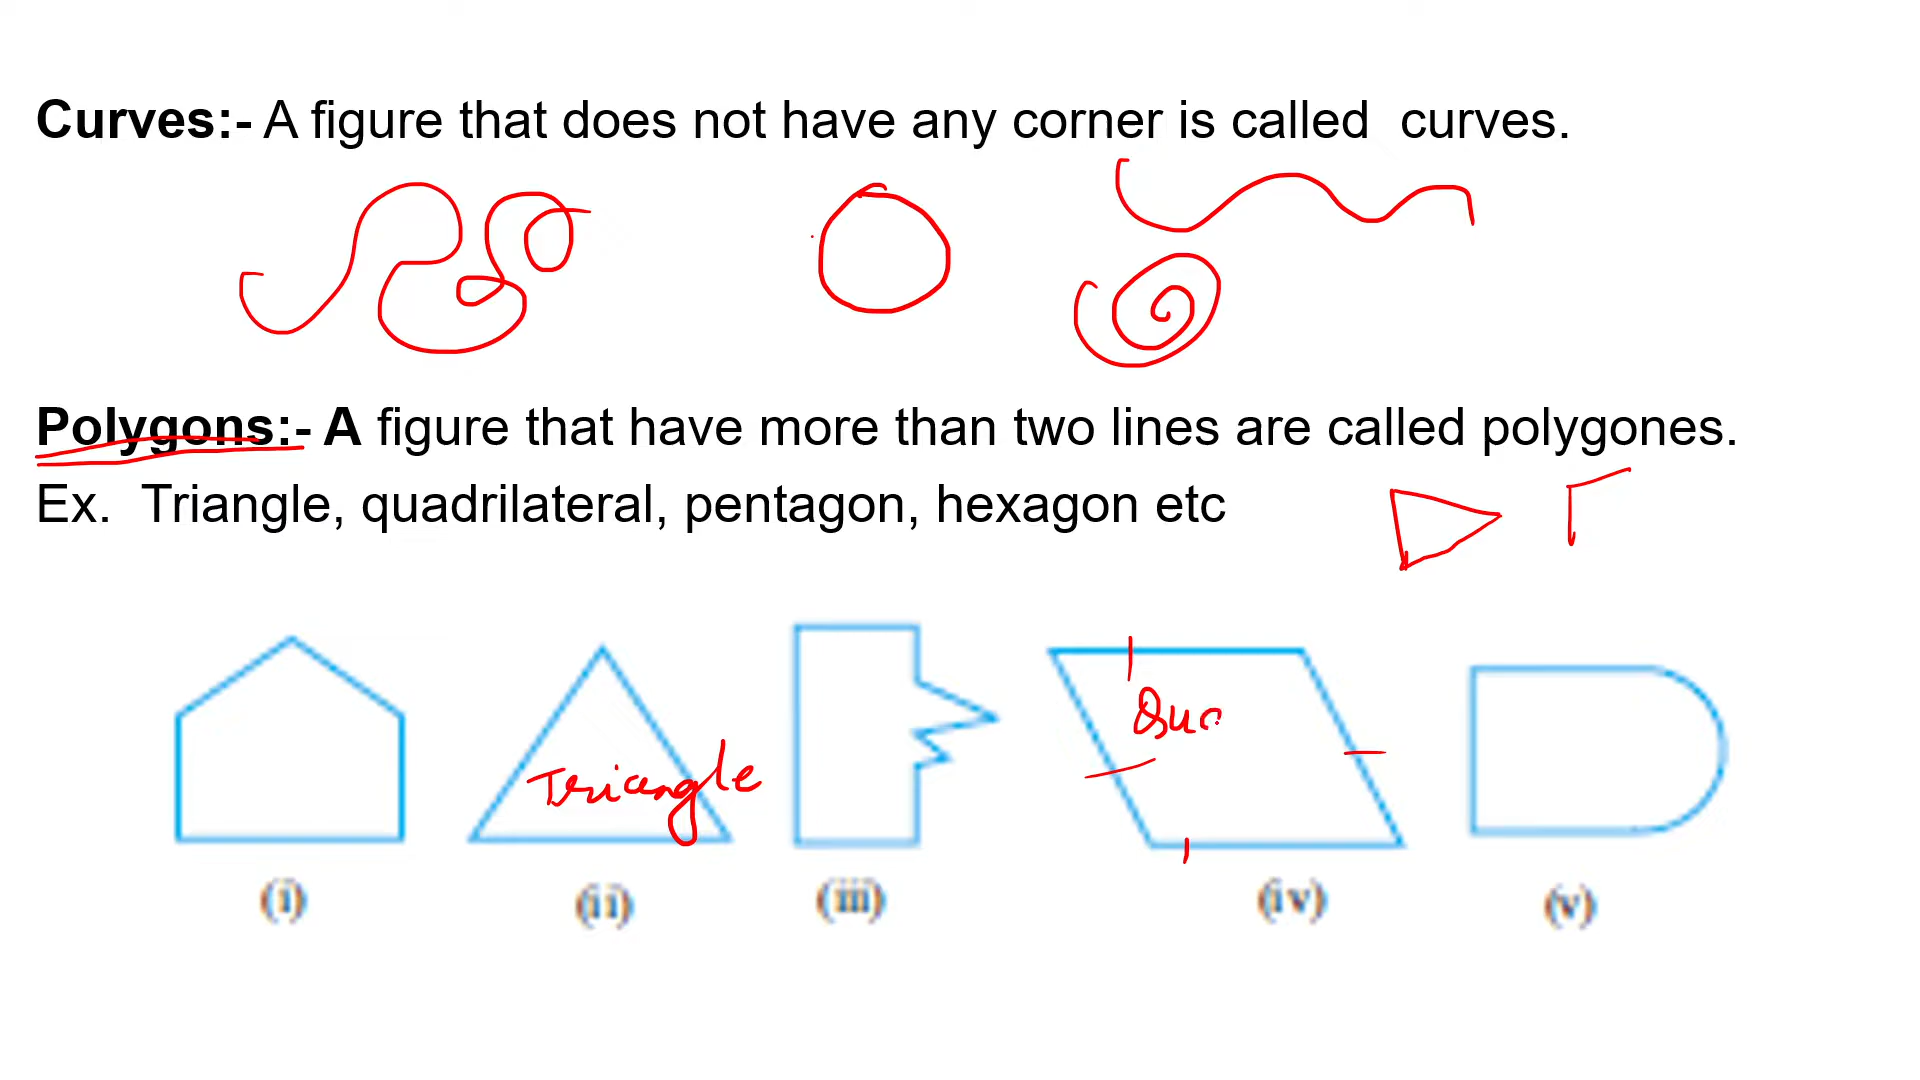 Curves:- A figure that does not have any corner is called curves.
Polygons:- A figure that have more than two lines are called polygones.
Ex. Triangle, quadrilateral, pentagon, hexagon etc
Triangle
Qua
(i) (ii) (iii) (iv) (v)